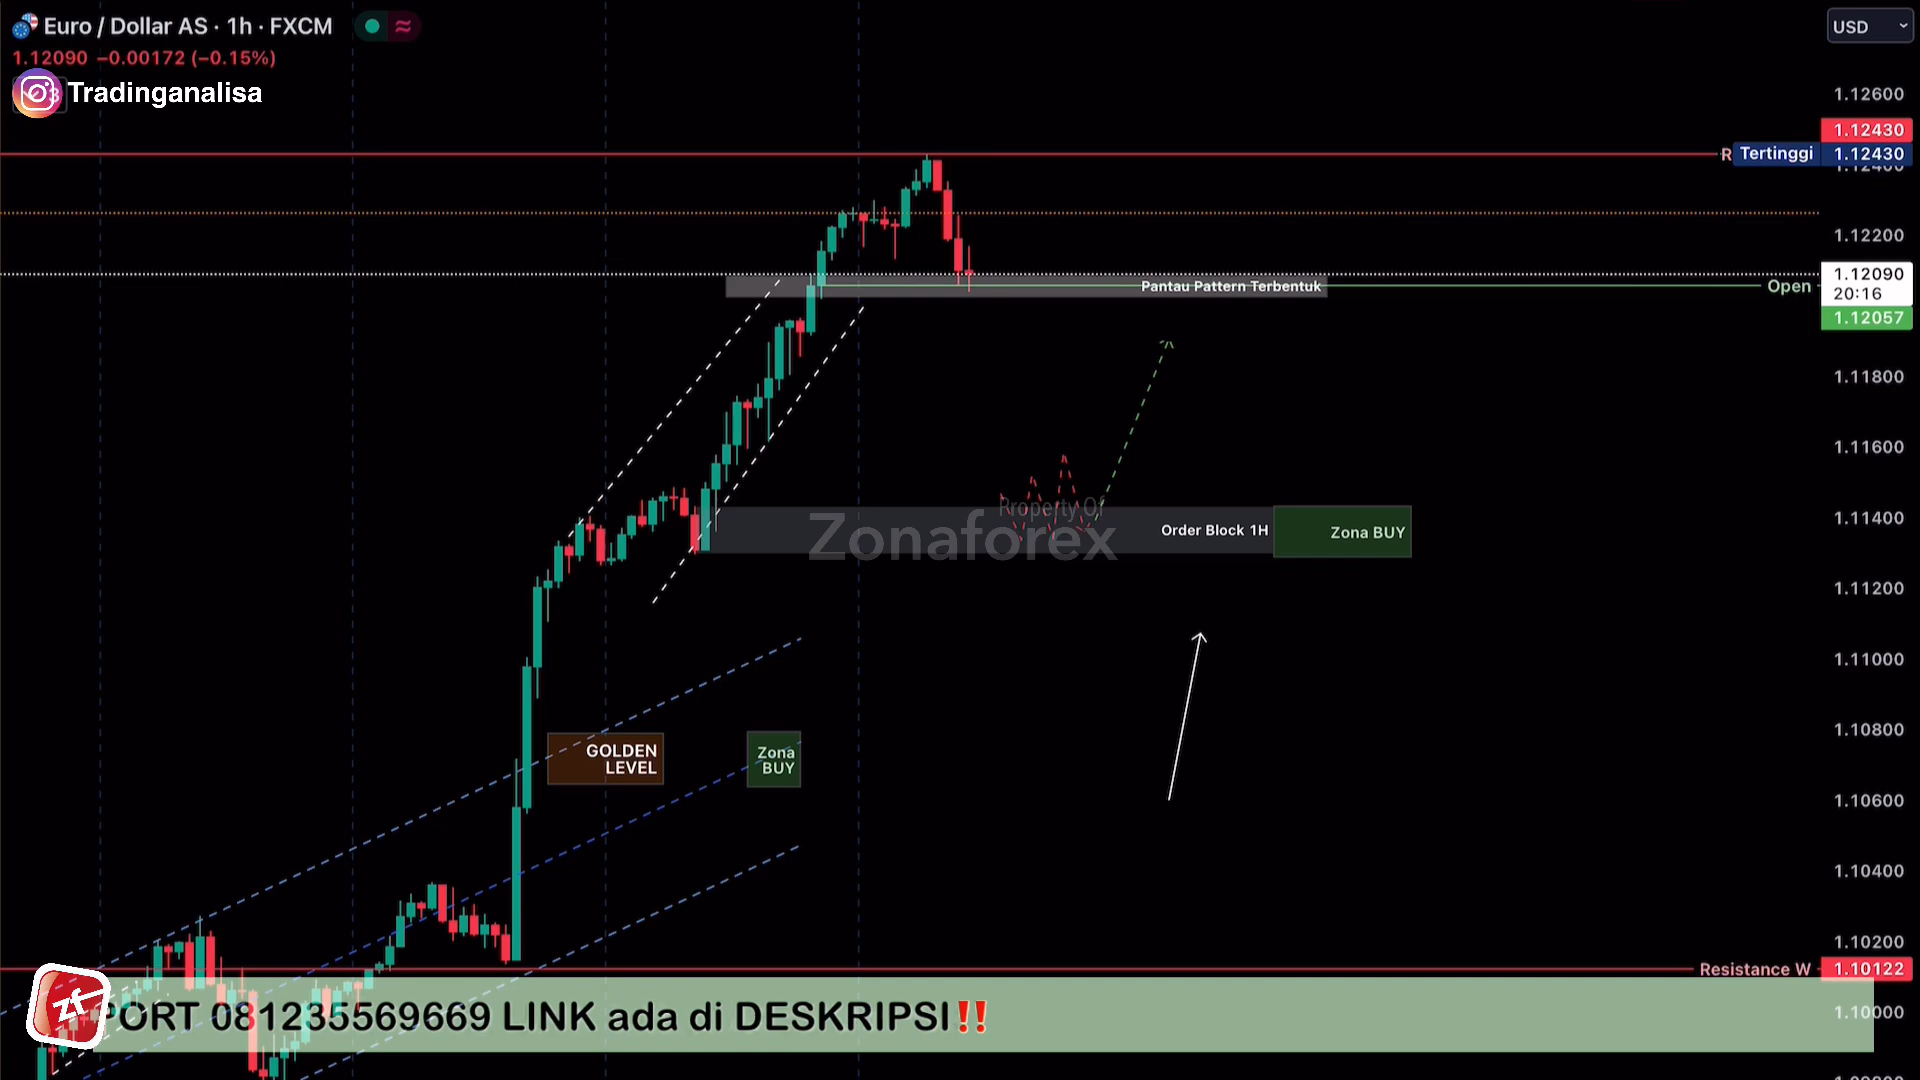 Euro / Dollar AS · 1h · FXCM
USD
1.12090 −0.00172 (−0.15%)
Tradinganalisa
1.12600
1.12430
R Tertinggi 1.12430
1.12400
1.12200
1.12090
20:16
Pantau Pattern Terbentuk
Open
1.12057
1.11800
1.11600
1.11400
Property Of
Zonaforex
Order Block 1H
Zona BUY
1.11200
1.11000
1.10800
GOLDEN
LEVEL
Zona
BUY
1.10600
1.10400
1.10200
Resistance W
1.10122
1.10000
zf
PORT 081235569669 LINK ada di DESKRIPSI‼️